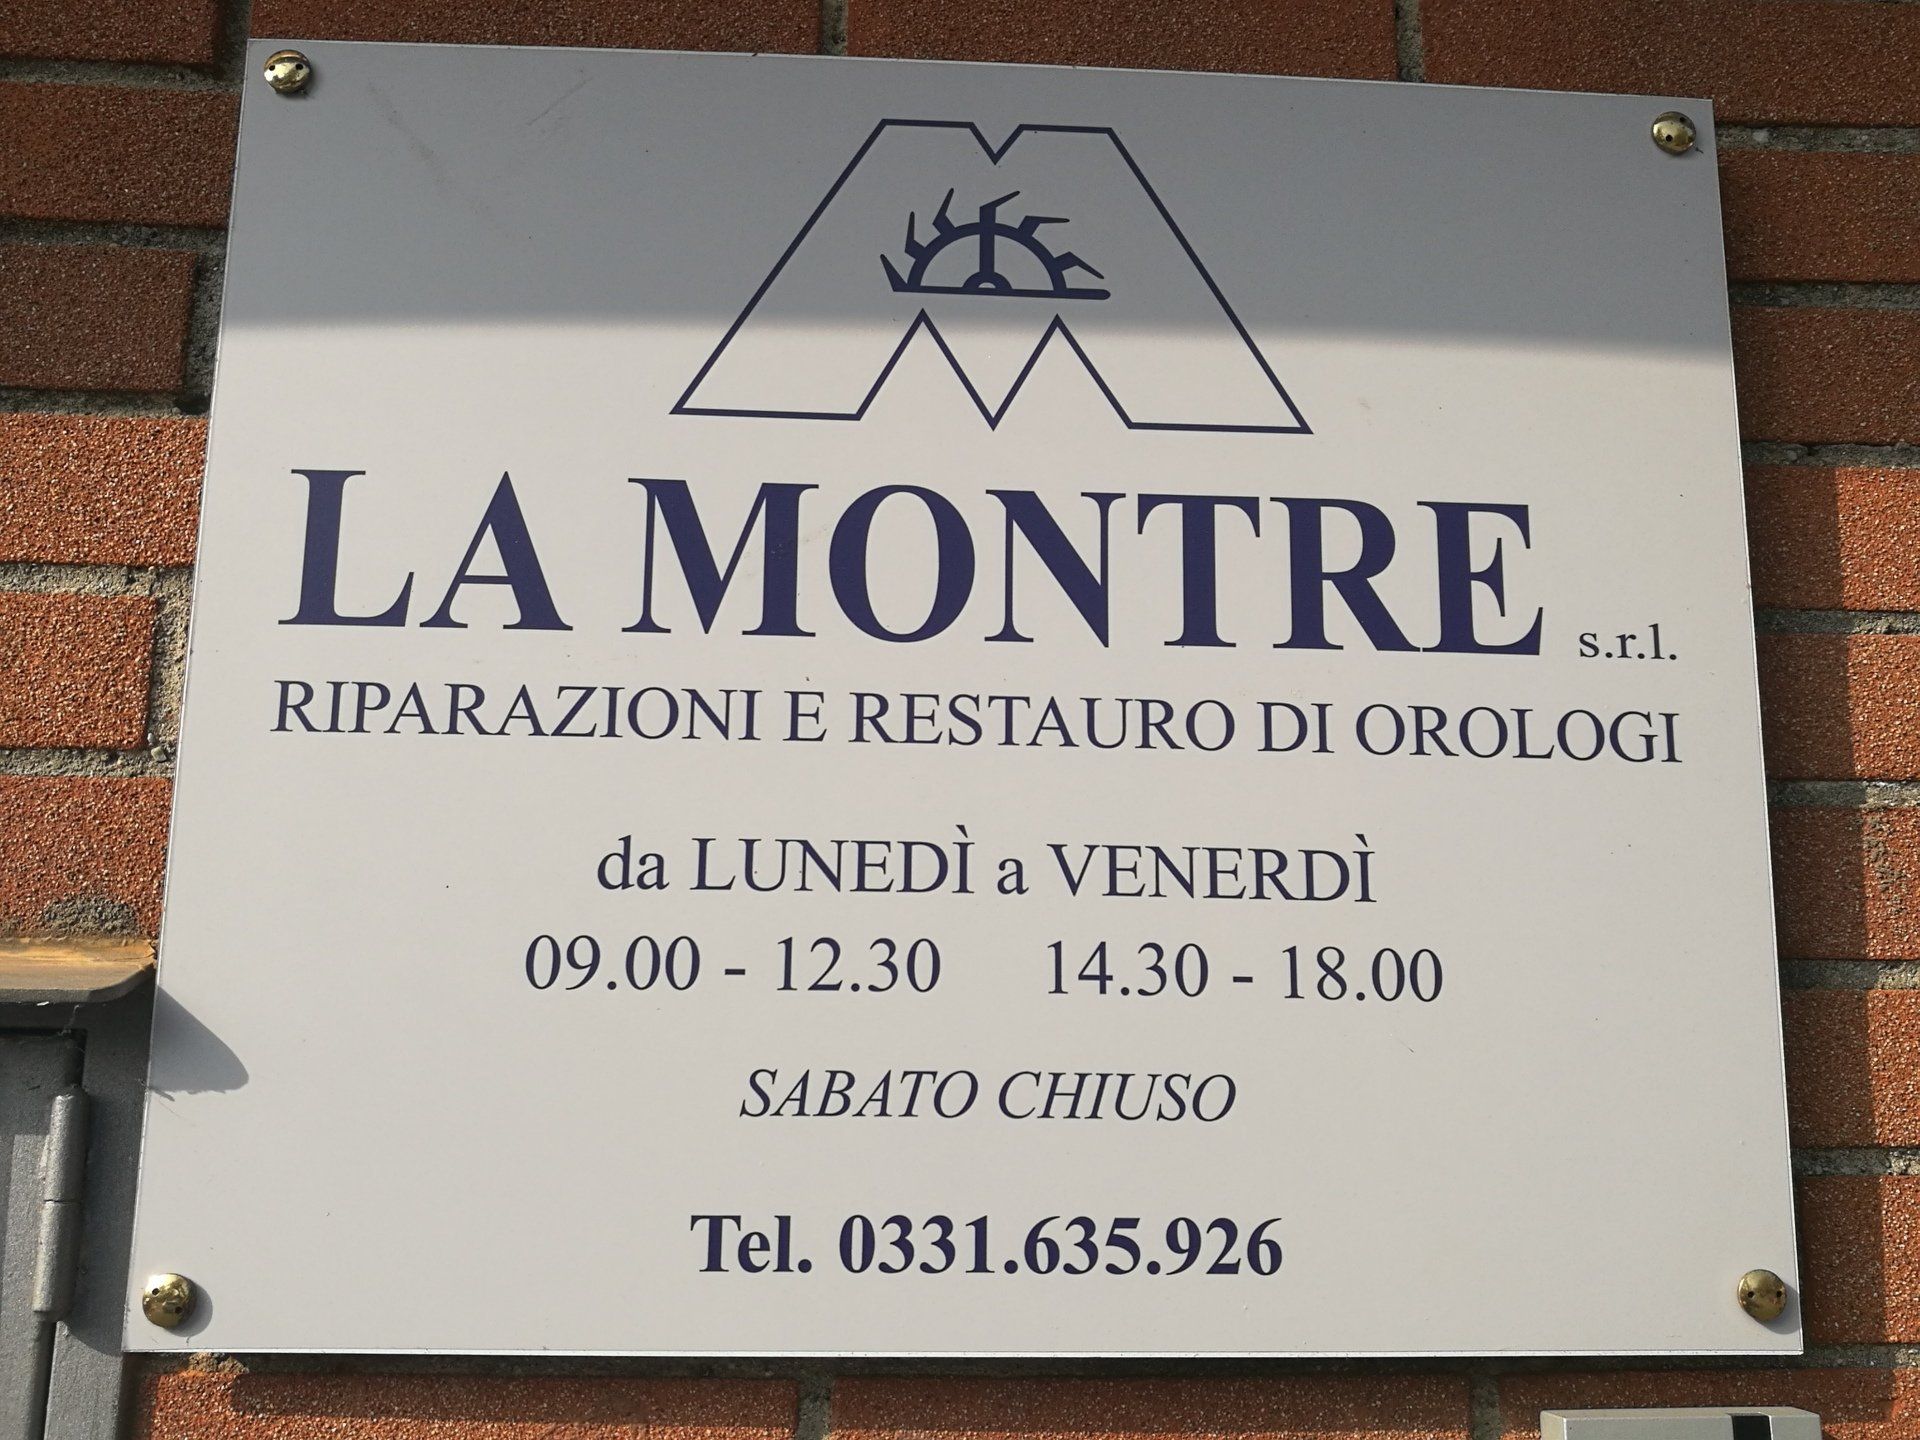 LA MONTRE s.r.l.
RIPARAZIONI E RESTAURO DI OROLOGI
da LUNEDÌ a VENERDÌ
09.00 - 12.30 14.30 - 18.00
SABATO CHIUSO
Tel. 0331.635.926